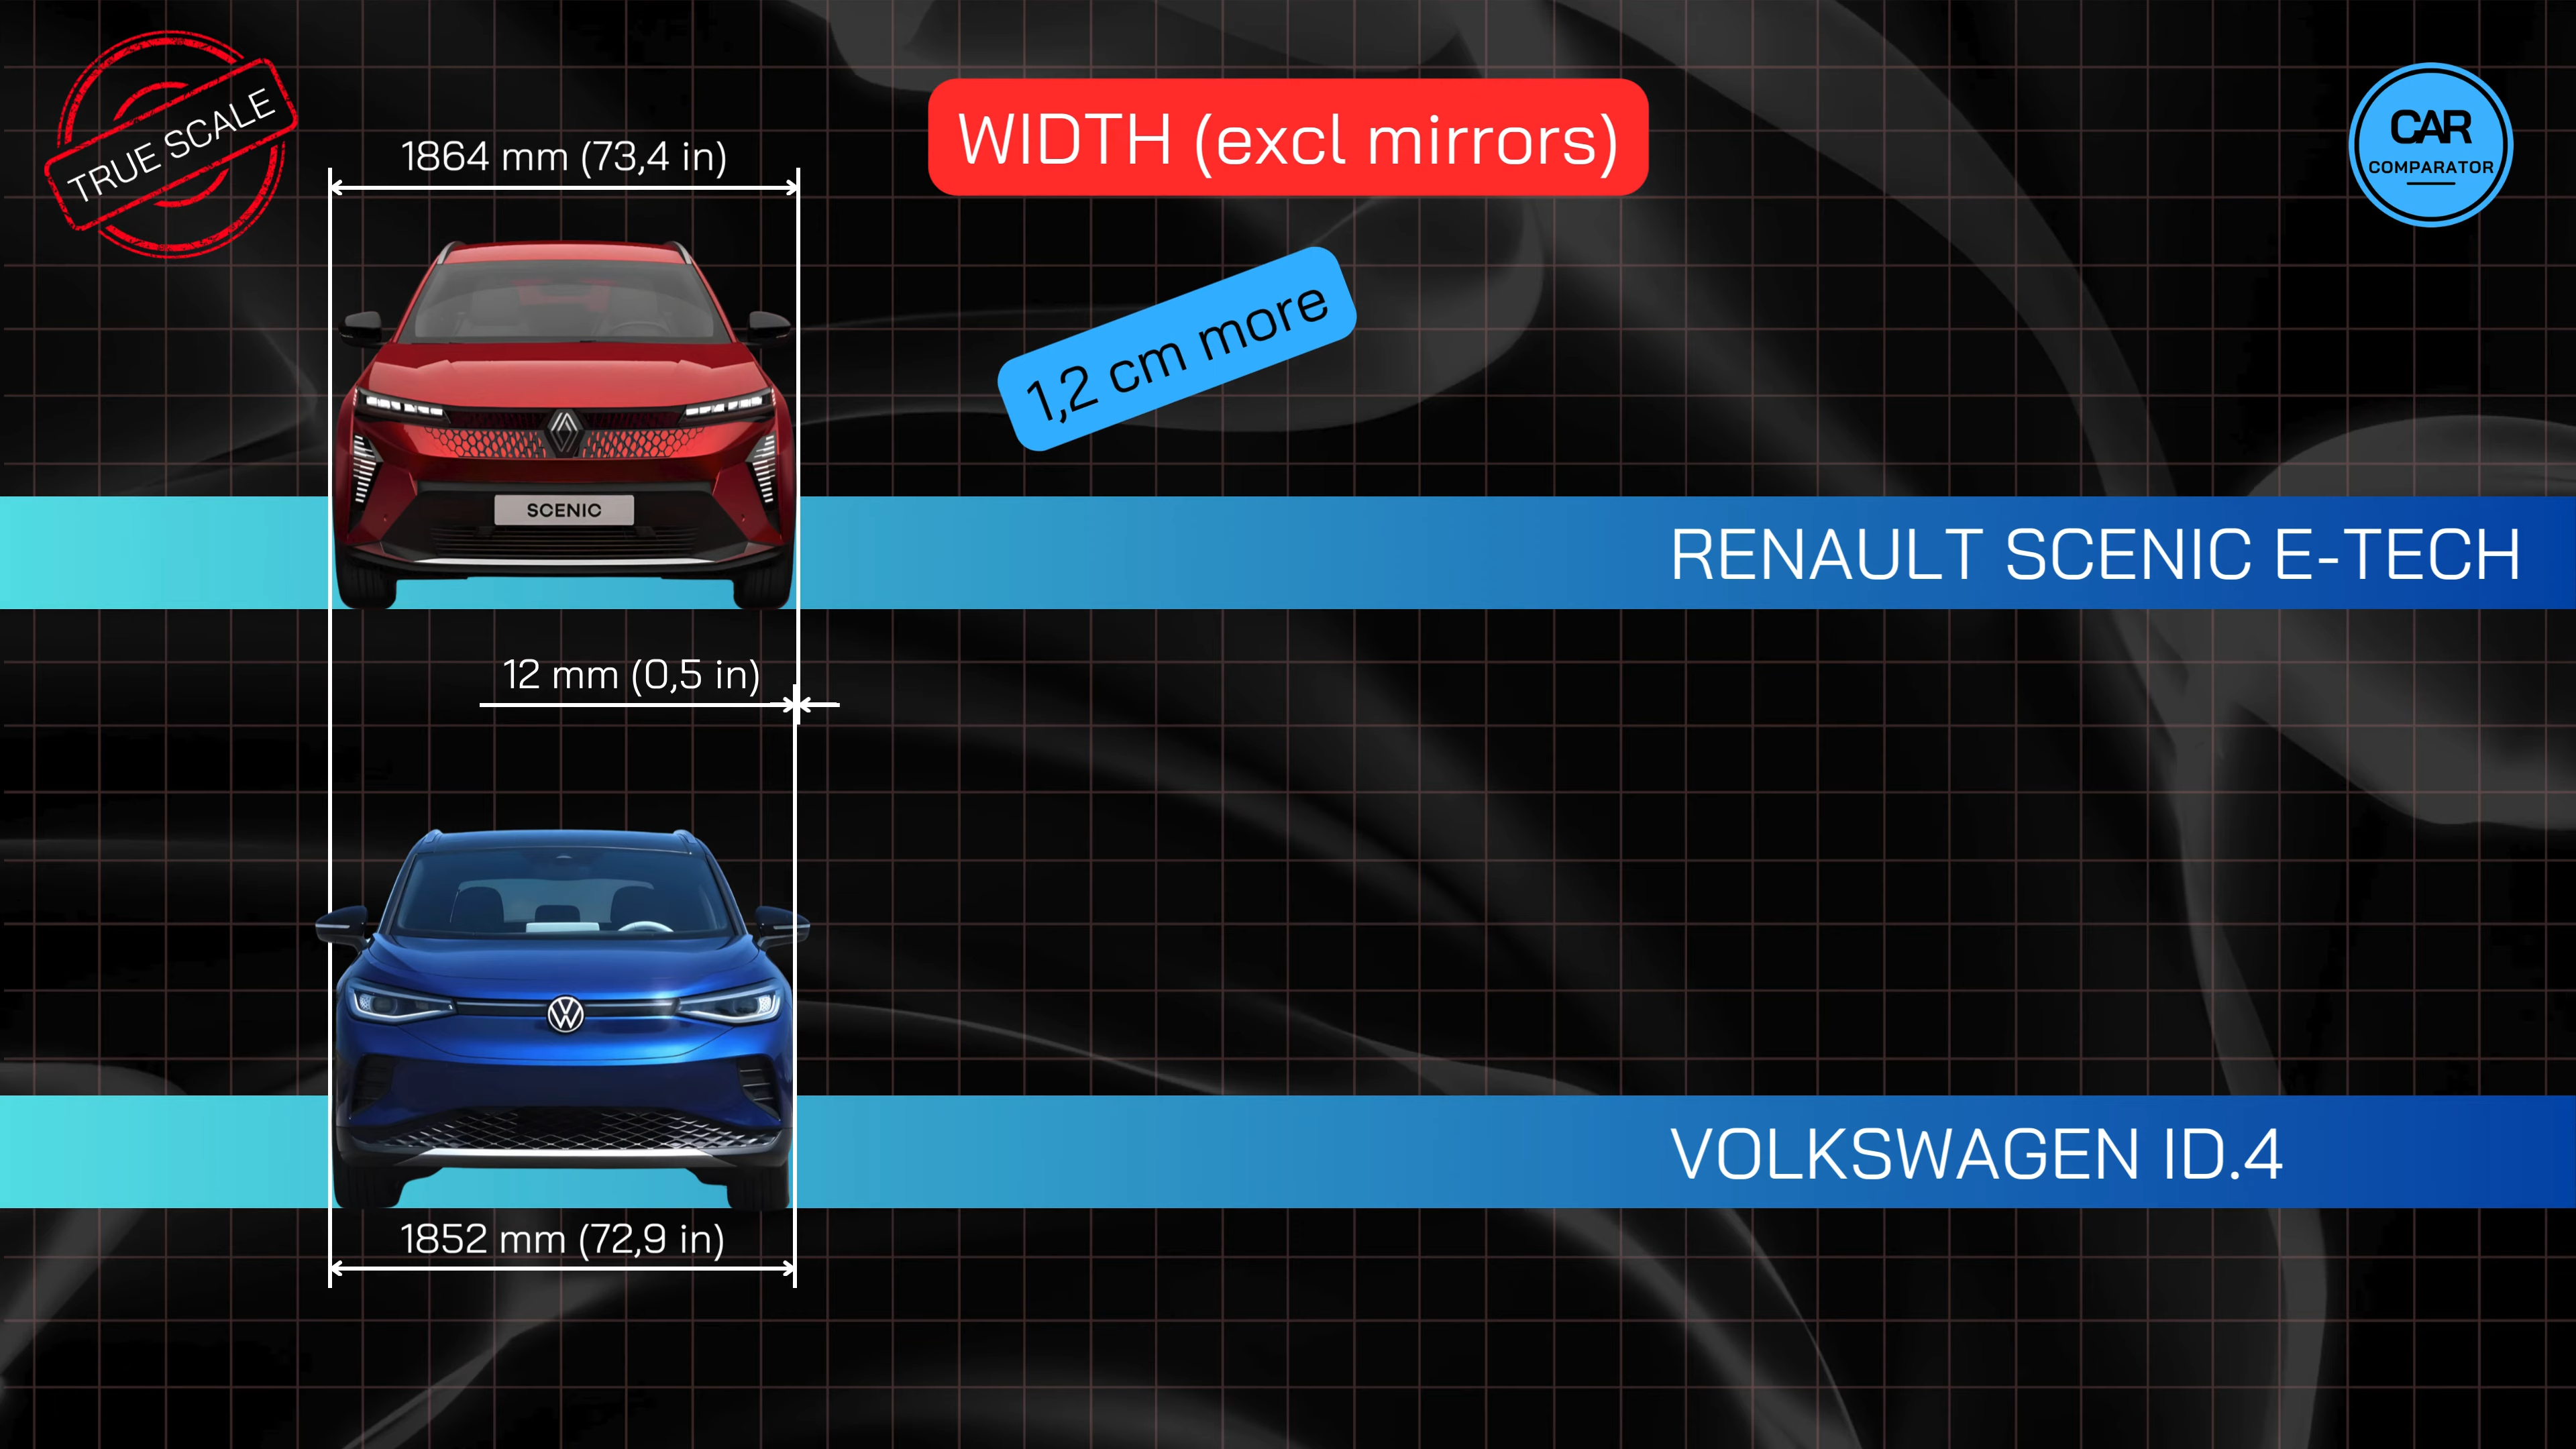 TRUE SCALE
WIDTH (excl mirrors)
CAR
COMPARATOR
1864 mm (73,4 in)
1,2 cm more
SCENIC
RENAULT SCENIC E-TECH
12 mm (0,5 in)
VOLKSWAGEN ID.4
1852 mm (72,9 in)